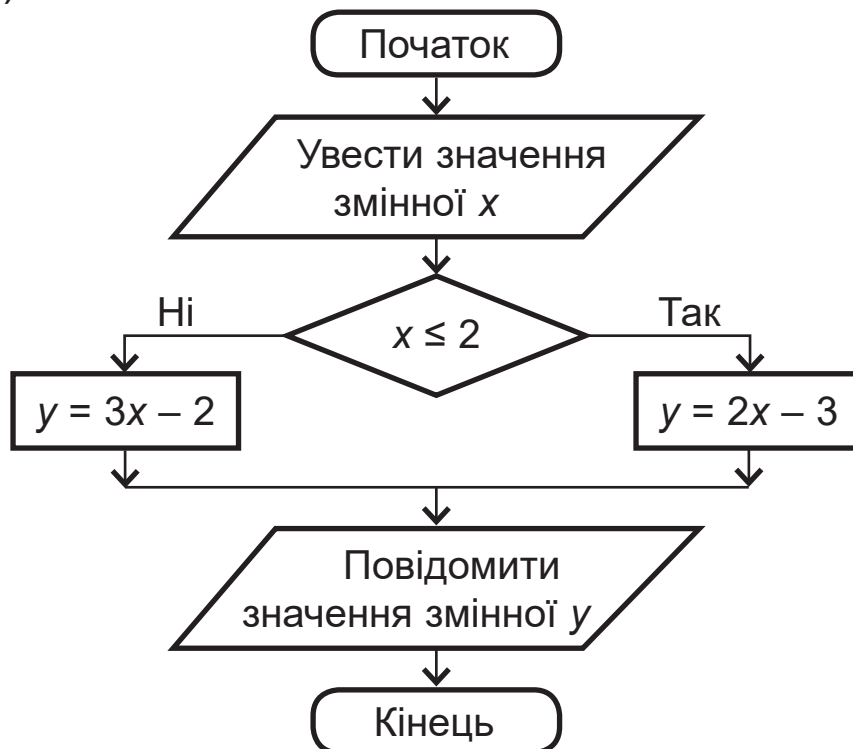 )
Початок
Увести значення
змінної x
Ні
Так
x ≤ 2
y = 3x – 2
y = 2x – 3
Повідомити
значення змінної y
Кінець